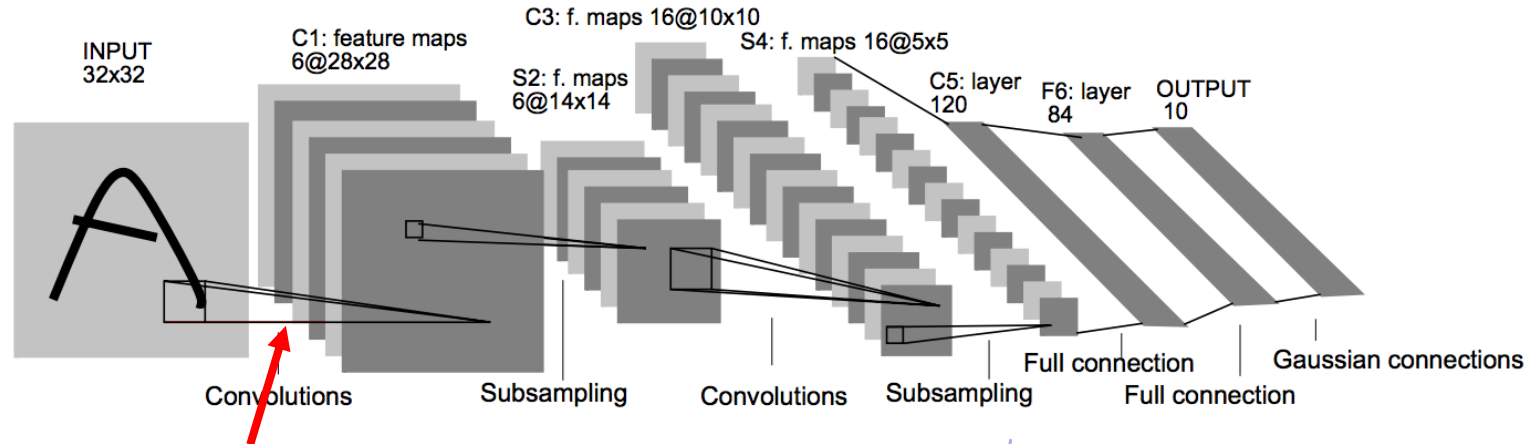 INPUT
32x32
C1: feature maps
6@28x28
S2: f. maps
6@14x14
C3: f. maps 16@10x10
S4: f. maps 16@5x5
C5: layer
120
F6: layer
84
OUTPUT
10
Convolutions
Subsampling
Convolutions
Subsampling
Full connection
Full connection
Gaussian connections